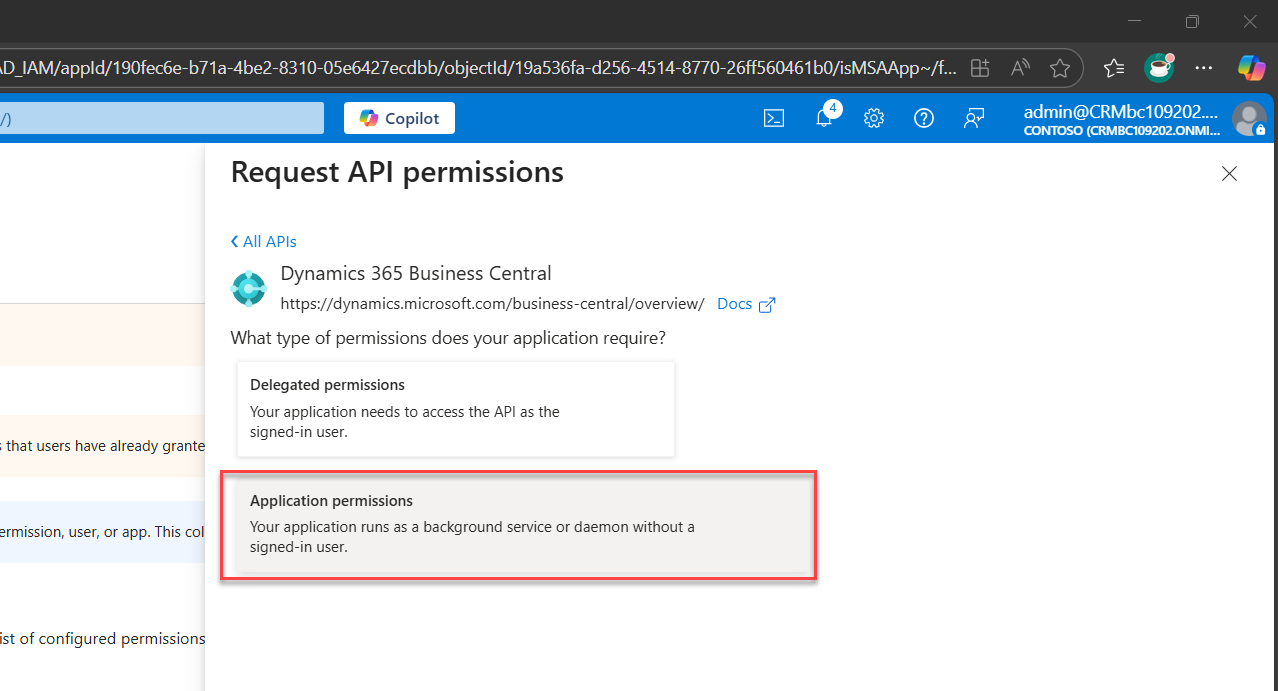 AD_IAM/appId/190fec6e-b71a-4be2-8310-05e6427ecdbb/objectId/19a536fa-d256-4514-8770-26ff560461b0/isMSAApp~/f...
/)
Copilot
4
admin@CRMbc109202....
CONTOSO (CRMBC109202.ONMI...
Request API permissions
All APIs
Dynamics 365 Business Central
https://dynamics.microsoft.com/business-central/overview/ Docs
What type of permissions does your application require?
Delegated permissions
Your application needs to access the API as the
signed-in user.
s that users have already grante
Application permissions
Your application runs as a background service or daemon without a
signed-in user.
ermission, user, or app. This col
ist of configured permissions